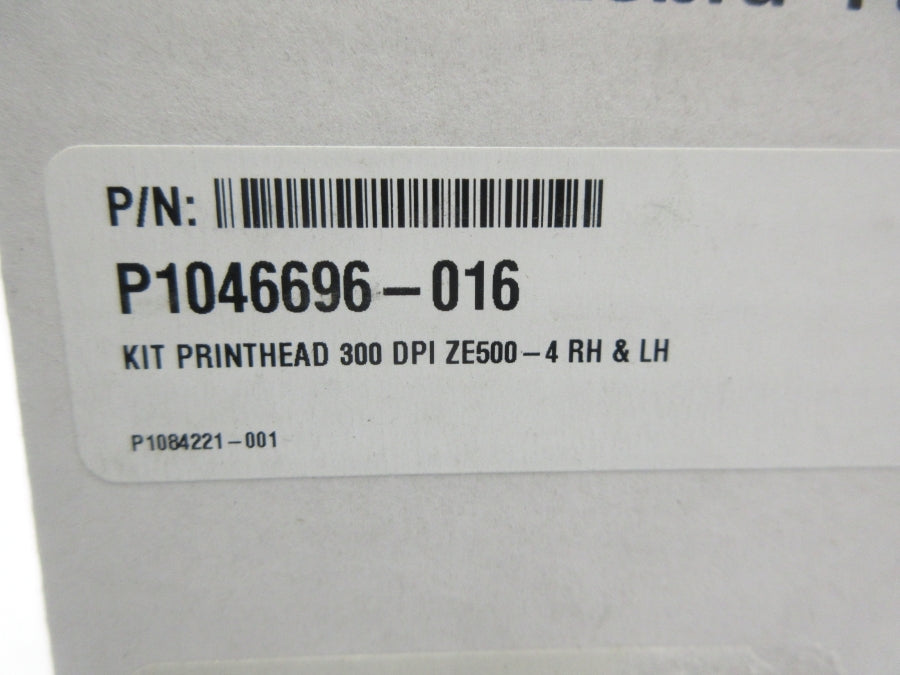 P/N:
P1046696-016
KIT PRINTHEAD 300 DPI ZE500-4 RH & LH
P1084221-001